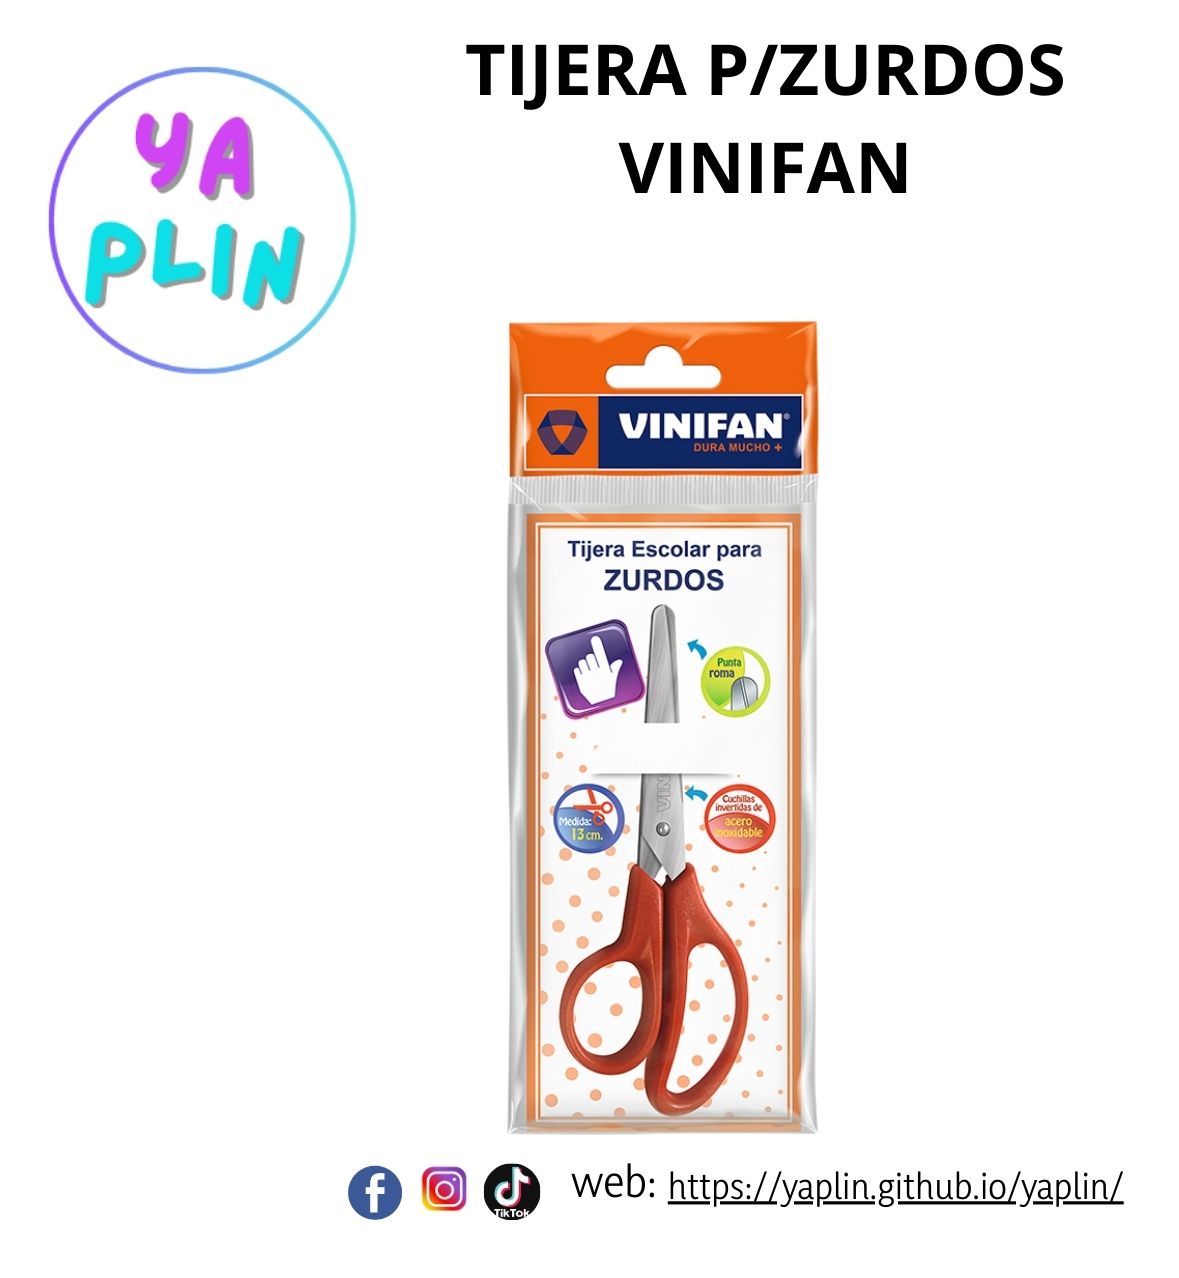 TIJERA P/ZURDOS
VINIFAN
YA
PLIN
VINIFAN®
DURA MUCHO +
Tijera Escolar para
ZURDOS
Punta
roma
VIN
Medida:
13 cm.
Cuchillas
invertidas de
acero
inoxidable
TikTok
web: https://yaplin.github.io/yaplin/